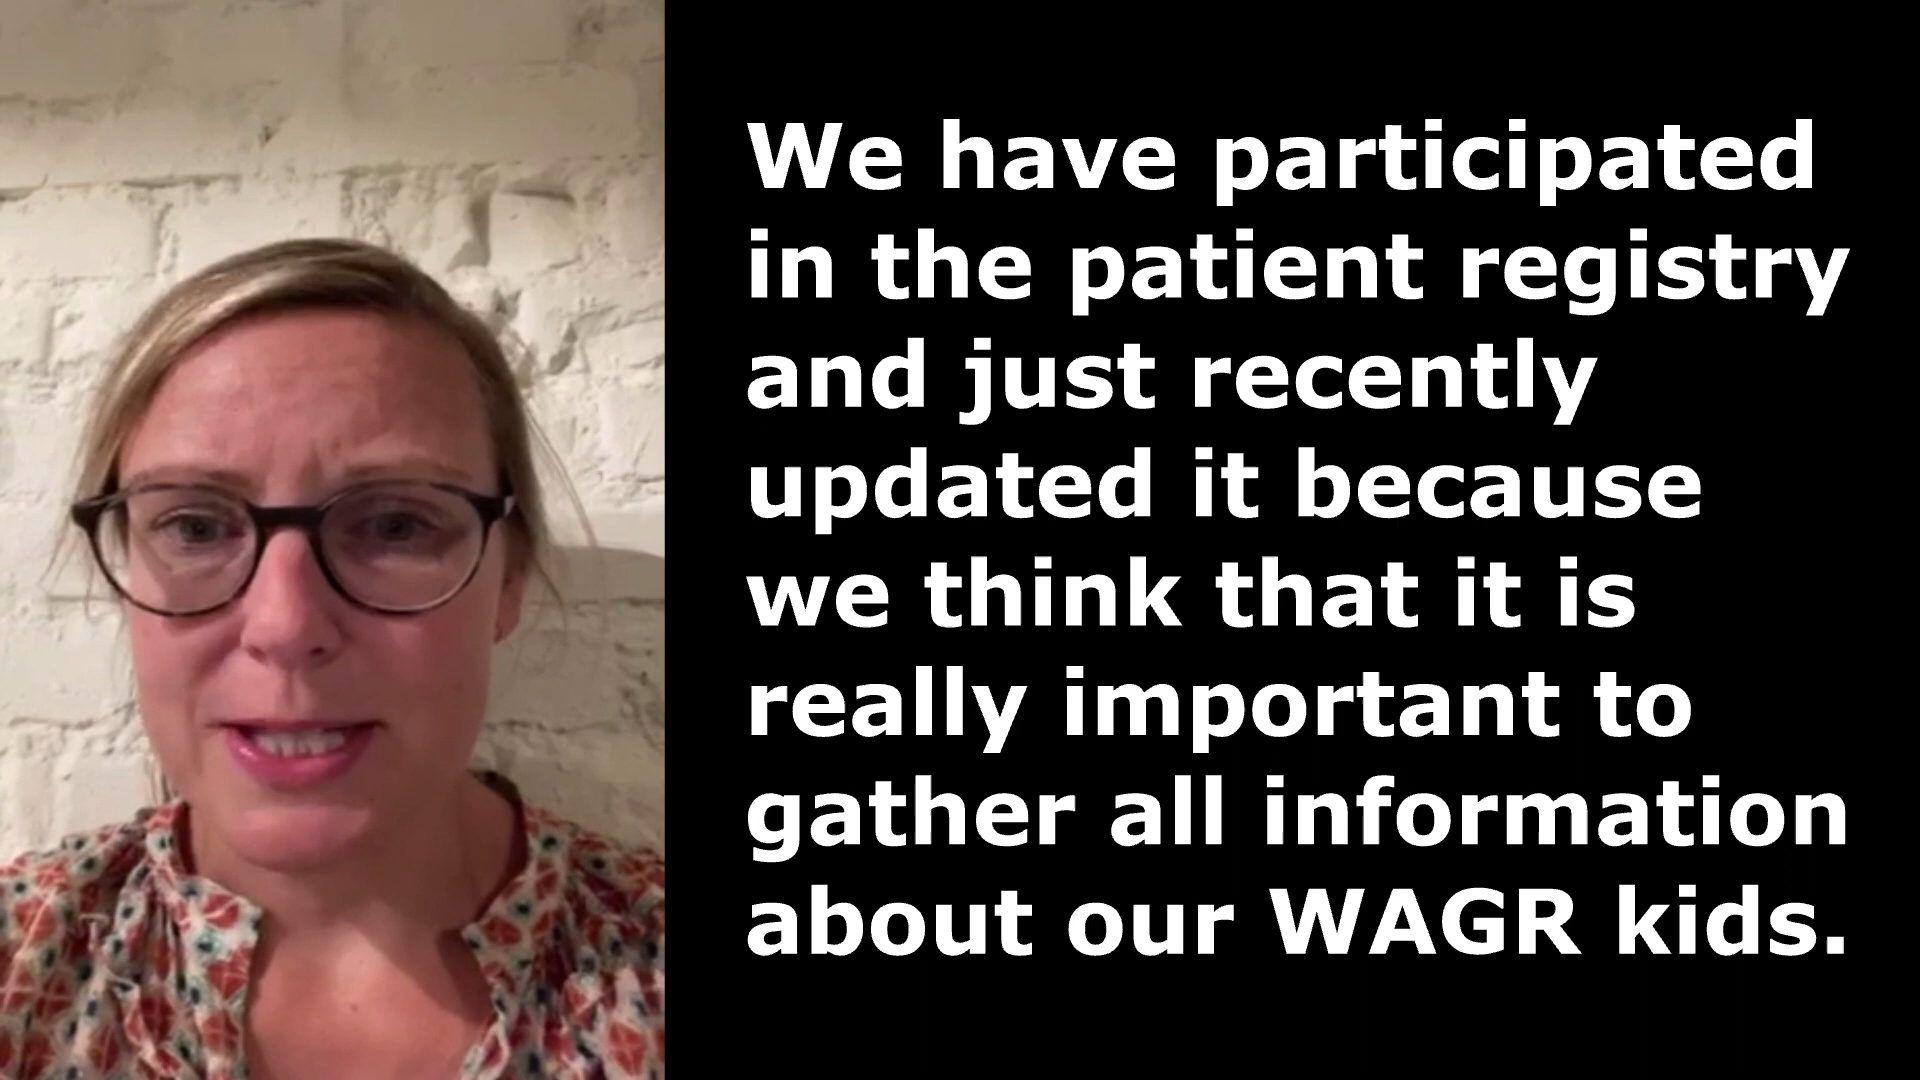 We have participated
in the patient registry
and just recently
updated it because
we think that it is
really important to
gather all information
about our WAGR kids.